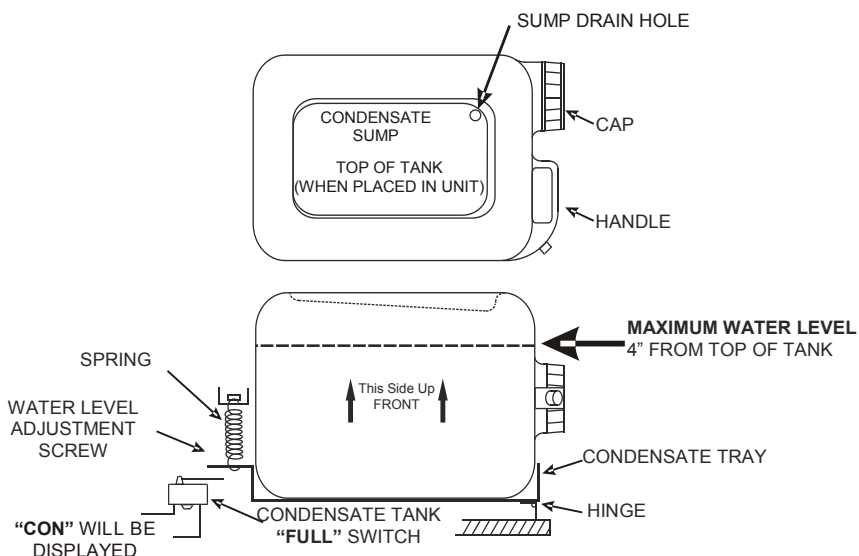 SUMP DRAIN HOLE
CONDENSATE
SUMP
CAP
TOP OF TANK
(WHEN PLACED IN UNIT)
HANDLE
MAXIMUM WATER LEVEL
4” FROM TOP OF TANK
SPRING
This Side Up
FRONT
WATER LEVEL
ADJUSTMENT
SCREW
CONDENSATE TRAY
HINGE
CONDENSATE TANK
“FULL” SWITCH
“CON” WILL BE
DISPLAYED